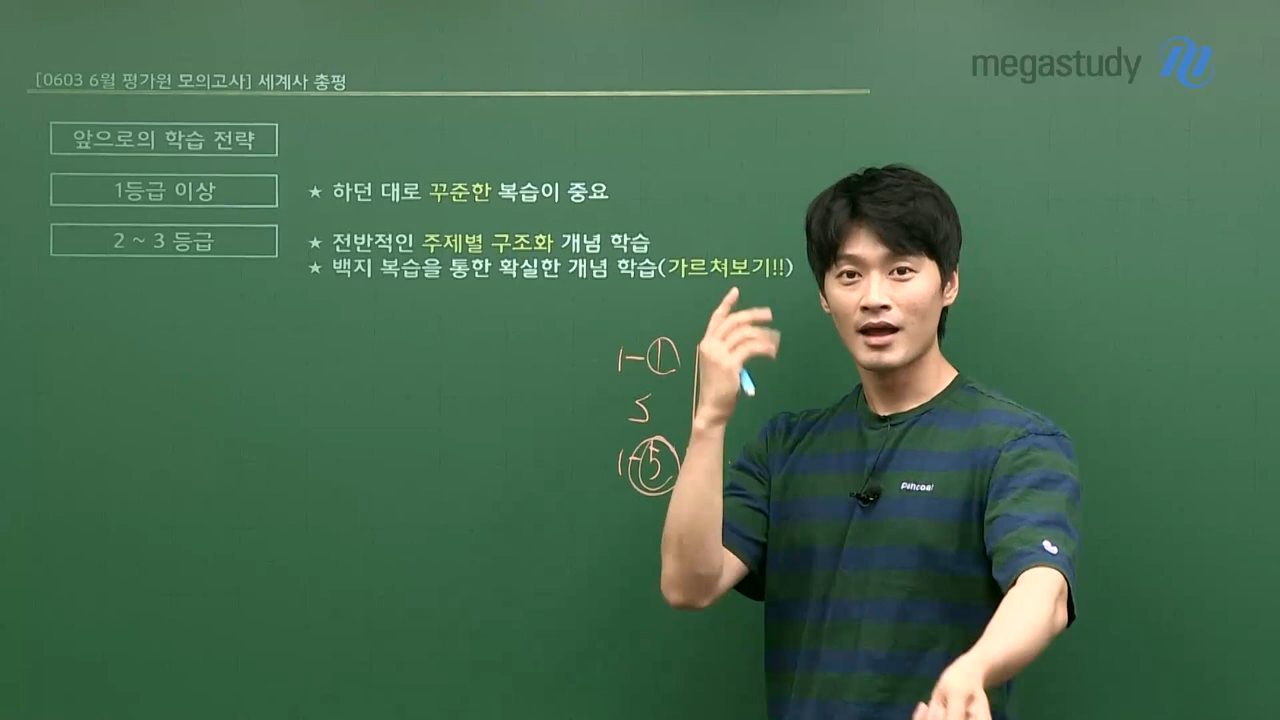 megastudy
[0603 6월 평가원 모의고사] 세계사 총평
앞으로의 학습 전략
1등급 이상
★ 하던 대로 꾸준한 복습이 중요
2 ~ 3 등급
★ 전반적인 주제별 구조화 개념 학습
★ 백지 복습을 통한 확실한 개념 학습(가르쳐보기!!)
1-①
1-⑤